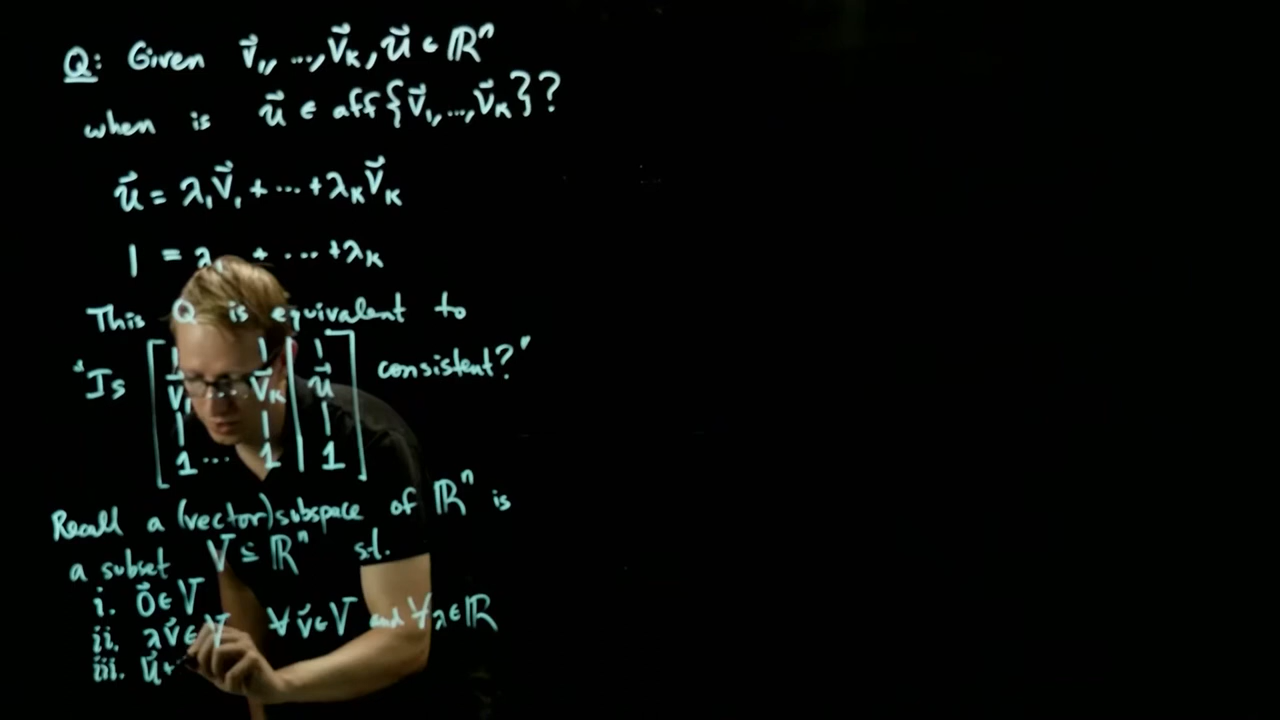 Q: Given v⃗₁, ..., v⃗ₖ, u⃗ ∈ ℝⁿ
when is u⃗ ∈ aff{v⃗₁, ..., v⃗ₖ}?
u⃗ = λ₁v⃗₁ + ... + λₖv⃗ₖ
1 = λ₁ + ... + λₖ
This Q is equivalent to
"Is [ | | | | ] consistent?"
v⃗₁ ... v⃗ₖ | u⃗
| | | |
1 ... 1 | 1
Recall a (vector) subspace of ℝⁿ is
a subset V ⊆ ℝⁿ s.t.
i. 0⃗ ∈ V
ii. λv⃗ ∈ V ∀ v⃗ ∈ V and ∀ λ ∈ ℝ
iii. u⃗ +